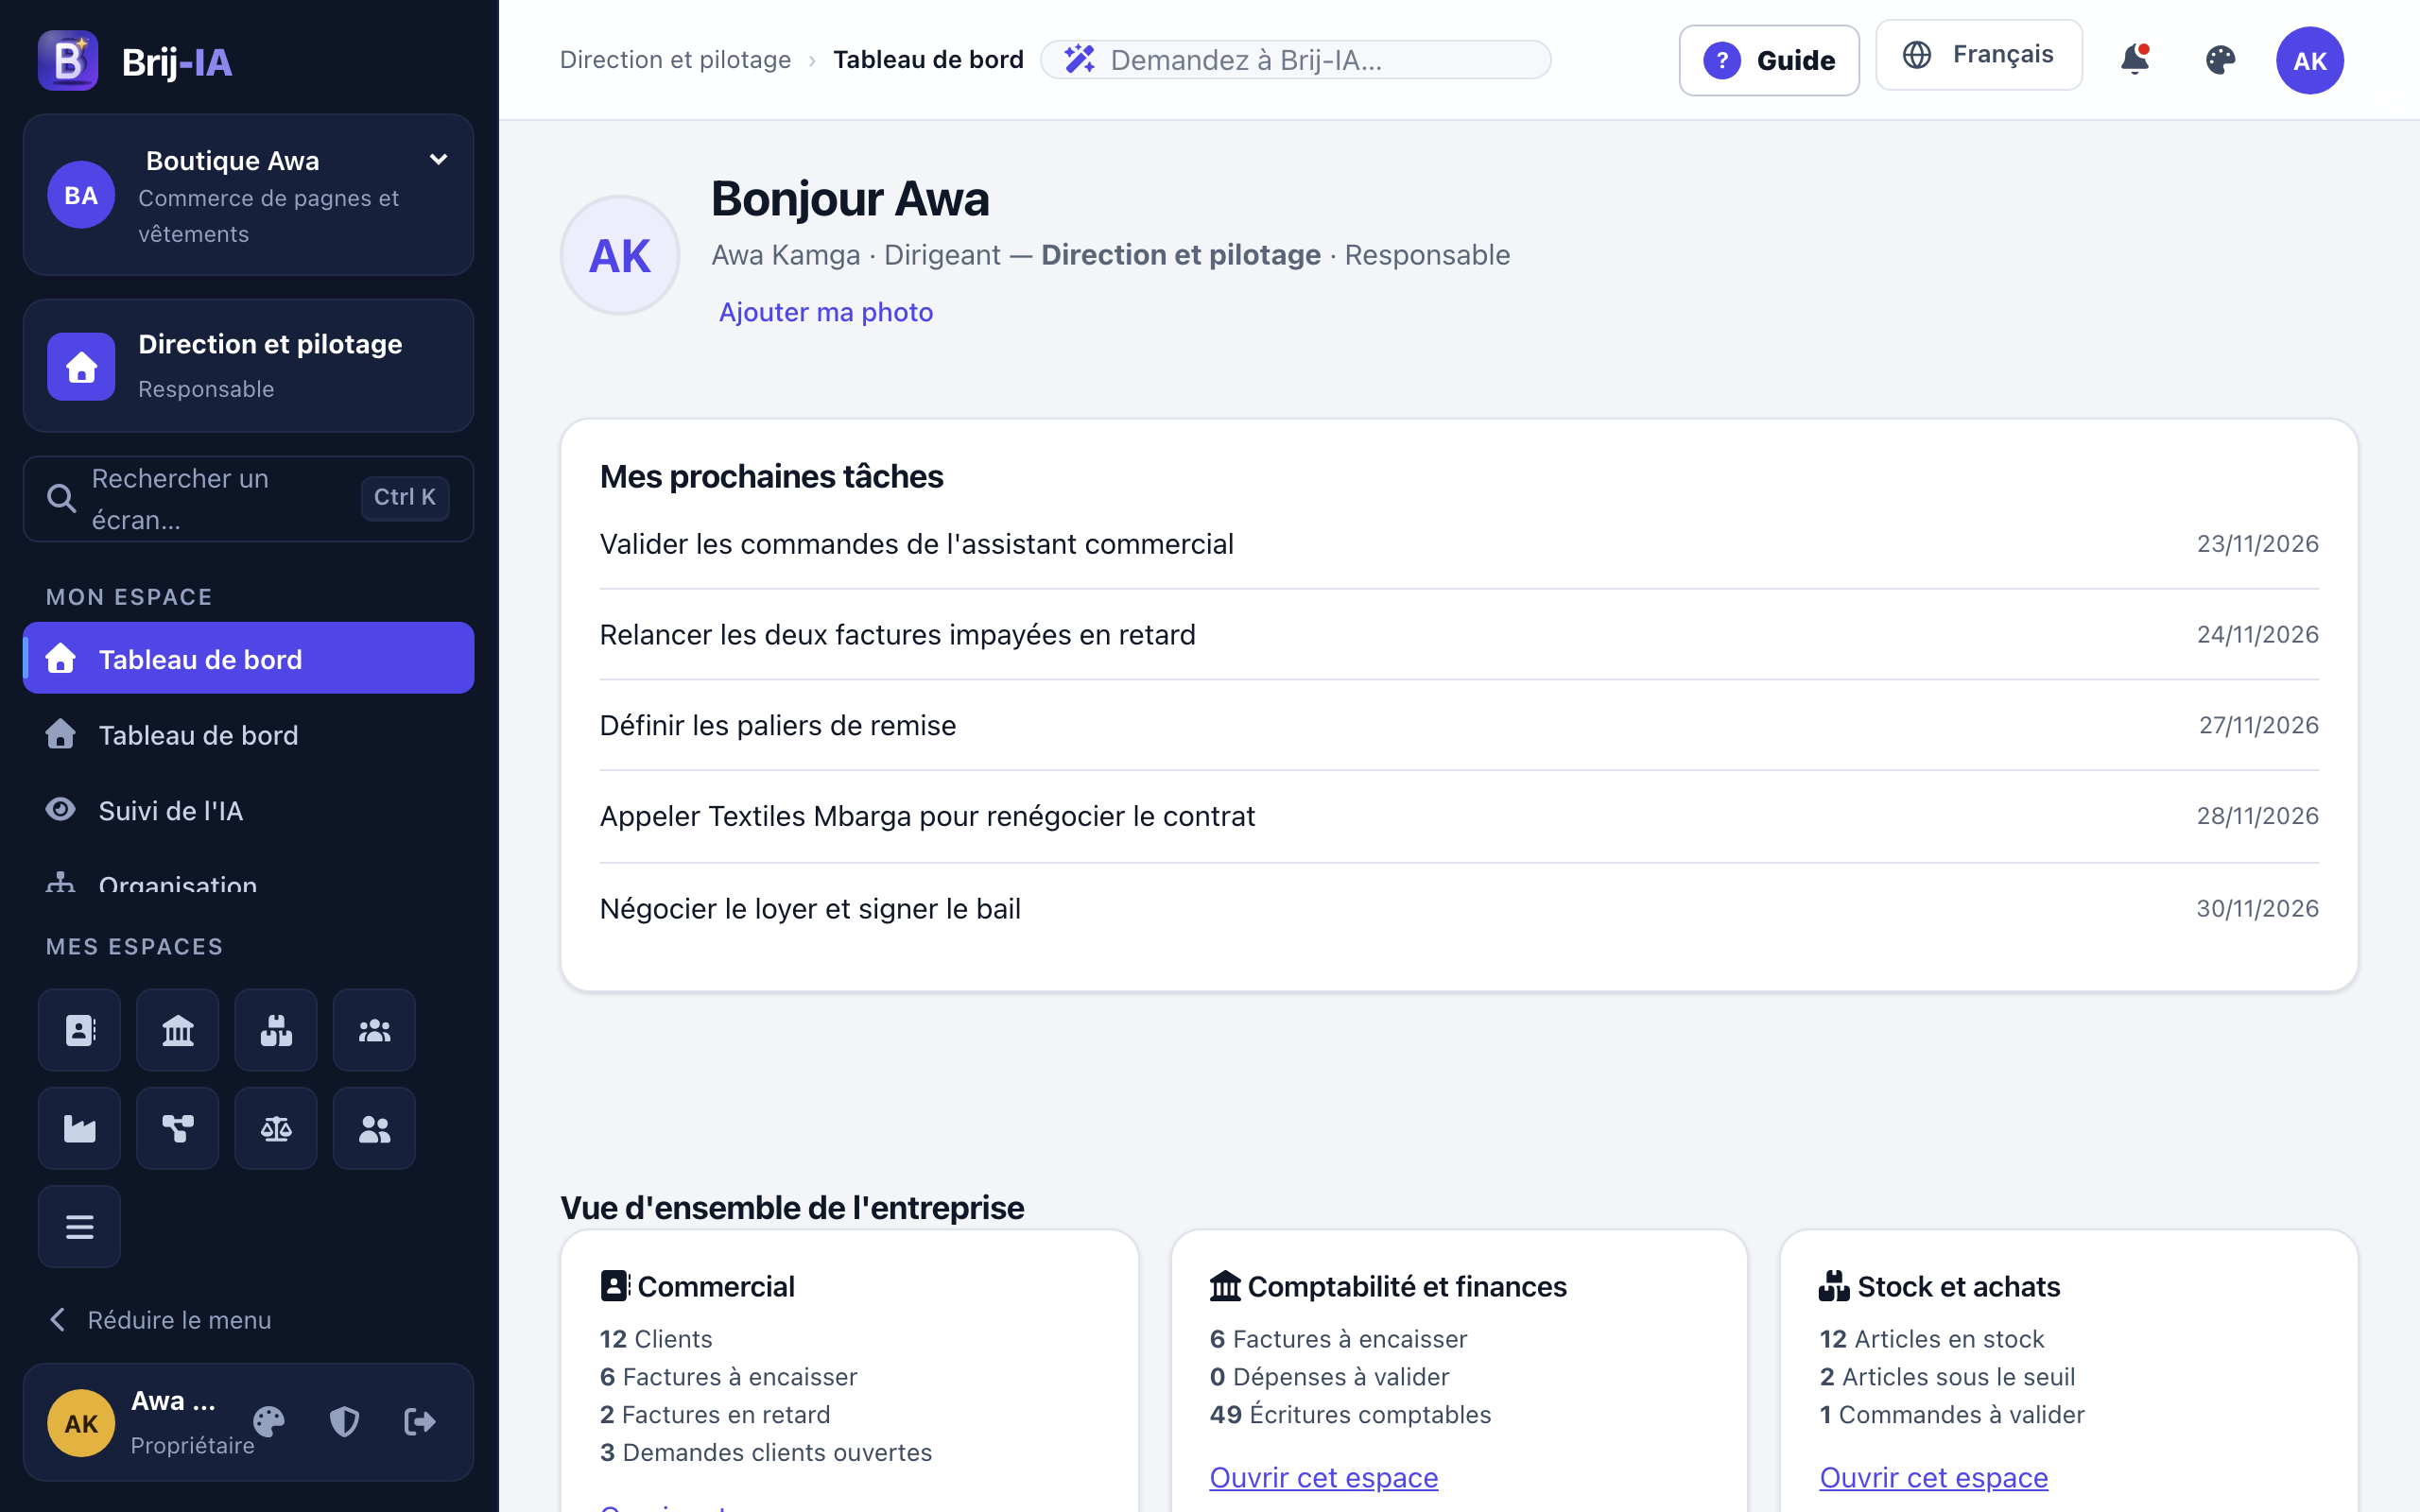 Brij-IA
BA
Boutique Awa
Commerce de pagnes et
vêtements
Direction et pilotage
Responsable
Rechercher un
écran...
Ctrl K
MON ESPACE
Tableau de bord
Tableau de bord
Suivi de l'IA
Organisation
MES ESPACES
Réduire le menu
AK
Awa ...
Propriétaire
Direction et pilotage › Tableau de bord
Demandez à Brij-IA...
? Guide
Français
AK
AK
Bonjour Awa
Awa Kamga · Dirigeant — Direction et pilotage · Responsable
Ajouter ma photo
Mes prochaines tâches
Valider les commandes de l'assistant commercial 23/11/2026
Relancer les deux factures impayées en retard 24/11/2026
Définir les paliers de remise 27/11/2026
Appeler Textiles Mbarga pour renégocier le contrat 28/11/2026
Négocier le loyer et signer le bail 30/11/2026
Vue d'ensemble de l'entreprise
Commercial
12 Clients
6 Factures à encaisser
2 Factures en retard
3 Demandes clients ouvertes
Comptabilité et finances
6 Factures à encaisser
0 Dépenses à valider
49 Écritures comptables
Ouvrir cet espace
Stock et achats
12 Articles en stock
2 Articles sous le seuil
1 Commandes à valider
Ouvrir cet espace